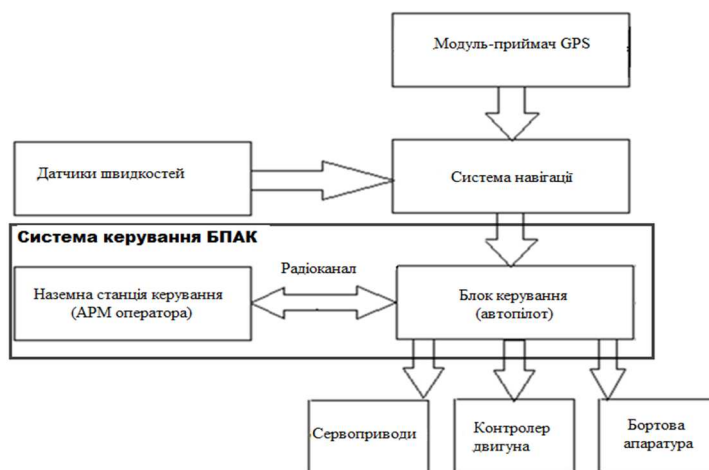 Модуль-приймач GPS
Датчики швидкостей
Система навігації
Система керування БПАК
Радіоканал
Наземна станція керування
(АРМ оператора)
Блок керування
(автопілот)
Сервоприводи
Контролер
двигуна
Бортова
апаратура